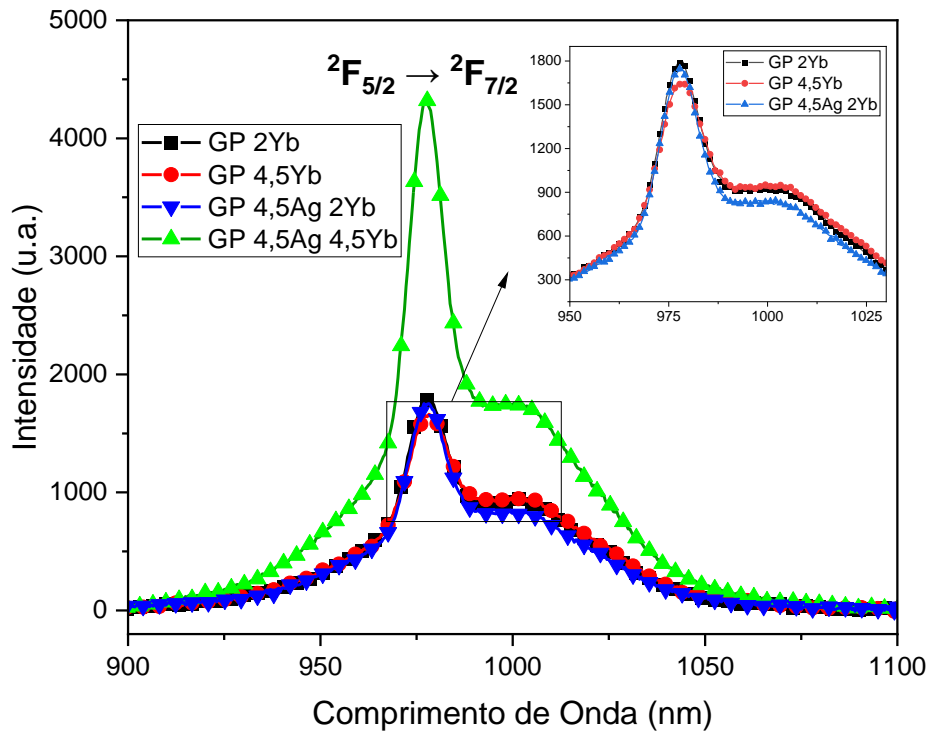 5000
4000
3000
2000
1000
0
Intensidade (u.a.)
²F₅/₂ → ²F₇/₂
GP 2Yb
GP 4,5Yb
GP 4,5Ag 2Yb
GP 4,5Ag 4,5Yb
1800
1500
1200
900
600
300
GP 2Yb
GP 4,5Yb
GP 4,5Ag 2Yb
950 975 1000 1025
900 950 1000 1050 1100
Comprimento de Onda (nm)